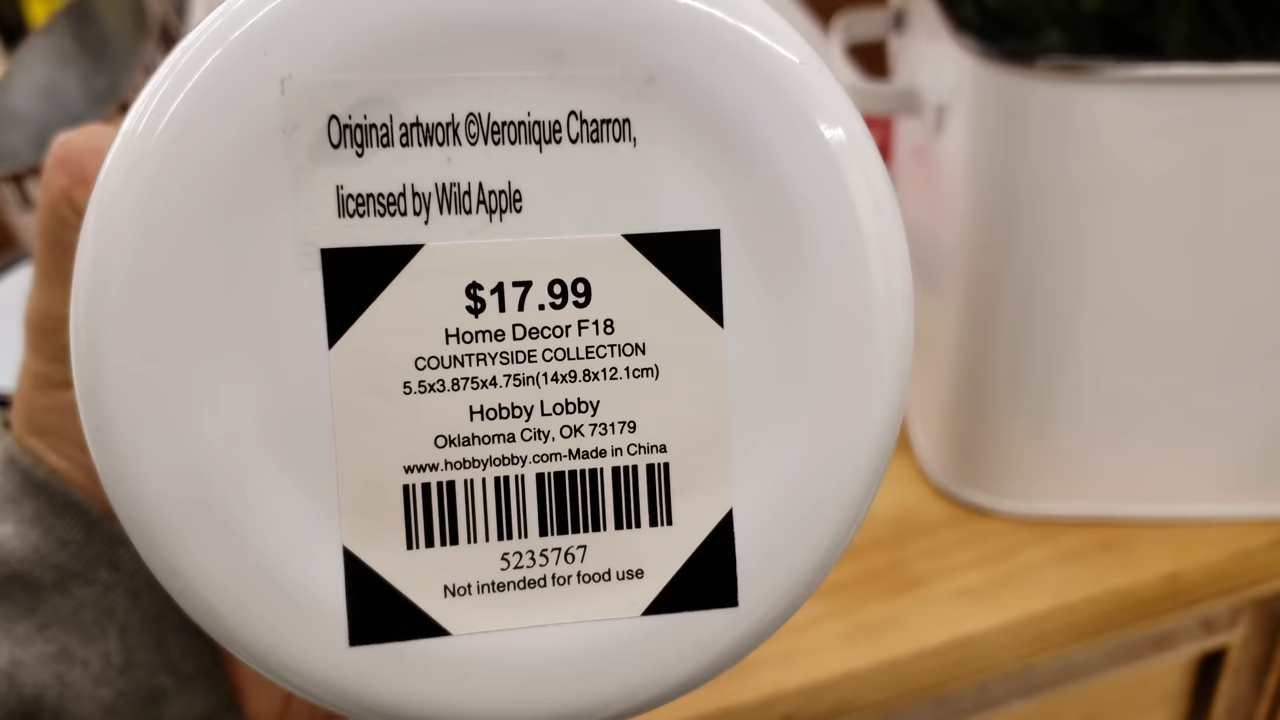 Original artwork ©Veronique Charron,
licensed by Wild Apple
$17.99
Home Decor F18
COUNTRYSIDE COLLECTION
5.5x3.875x4.75in(14x9.8x12.1cm)
Hobby Lobby
Oklahoma City, OK 73179
www.hobbylobby.com-Made in China
5235767
Not intended for food use